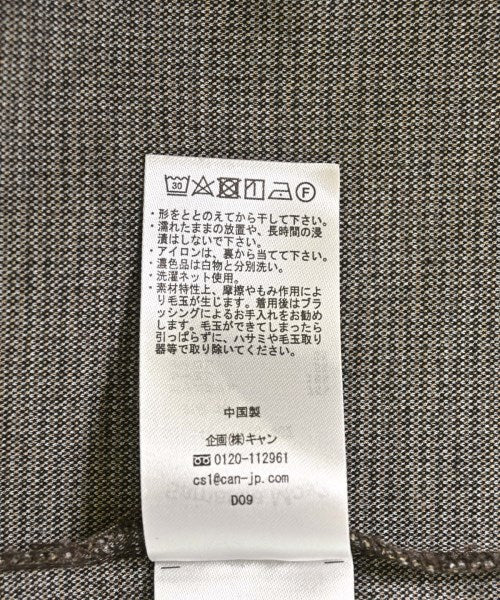 30 F
・形をととのえてから干して下さい。
・濡れたままの放置や、長時間の浸
漬はしないで下さい。
・アイロンは、裏から当てて下さい。
・濃色品は白物と分別洗い。
・洗濯ネット使用。
・素材特性上、摩擦やもみ作用によ
り毛玉が生じます。着用後はブラ
ッシングによるお手入れをお勧め
します。毛玉ができてしまったら
引っぱらずに、ハサミや毛玉取り
器等で取り除いてください。
中国製
企画(株)キャン
0120-112961
cs1@can-jp.com
D09